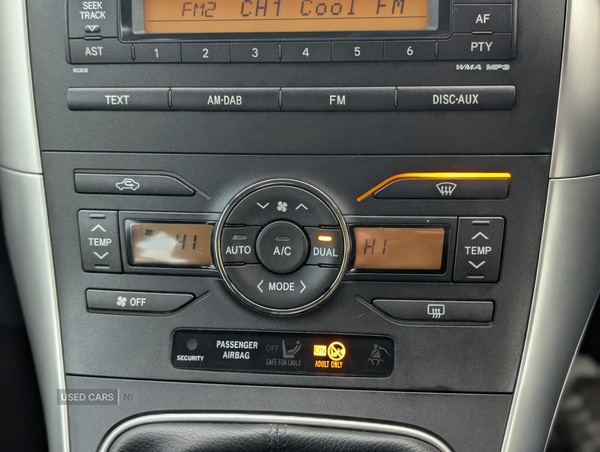 SEEK
TRACK
FM2 CH1 Cool FM
AF
AST 1 2 3 4 5 6 PTY
WMA MP3
TEXT AM•DAB FM DISC•AUX
TEMP HI AUTO A/C DUAL HI TEMP
MODE
OFF
SECURITY
PASSENGER
AIRBAG
OFF
SAFE FOR CHILD
ON
ADULT ONLY
USED CARS NI